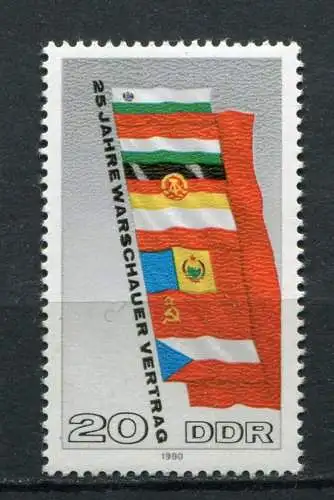 25 JAHRE WARSCHAUER VERTRAG
20 DDR
1980